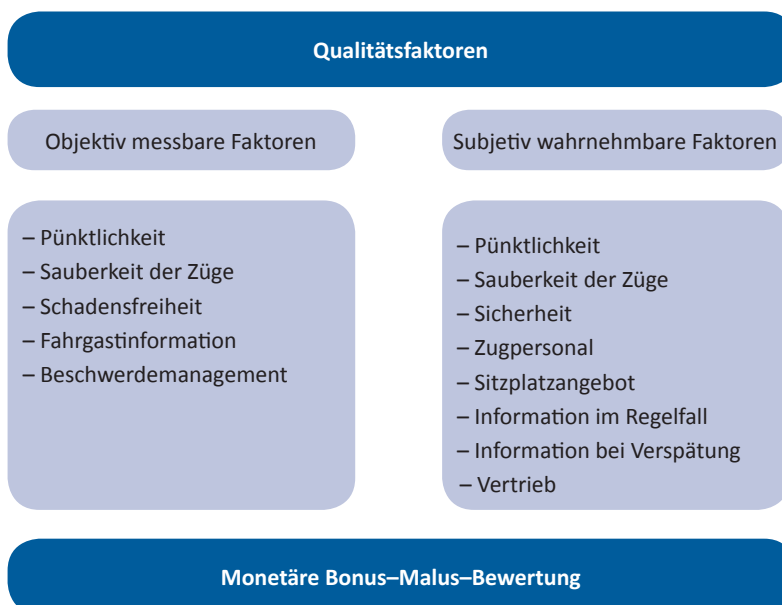 Qualitätsfaktoren
Objektiv messbare Faktoren
– Pünktlichkeit
– Sauberkeit der Züge
– Schadensfreiheit
– Fahrgastinformation
– Beschwerdemanagement
Subjetiv wahrnehmbare Faktoren
– Pünktlichkeit
– Sauberkeit der Züge
– Sicherheit
– Zugpersonal
– Sitzplatzangebot
– Information im Regelfall
– Information bei Verspätung
– Vertrieb
Monetäre Bonus–Malus–Bewertung